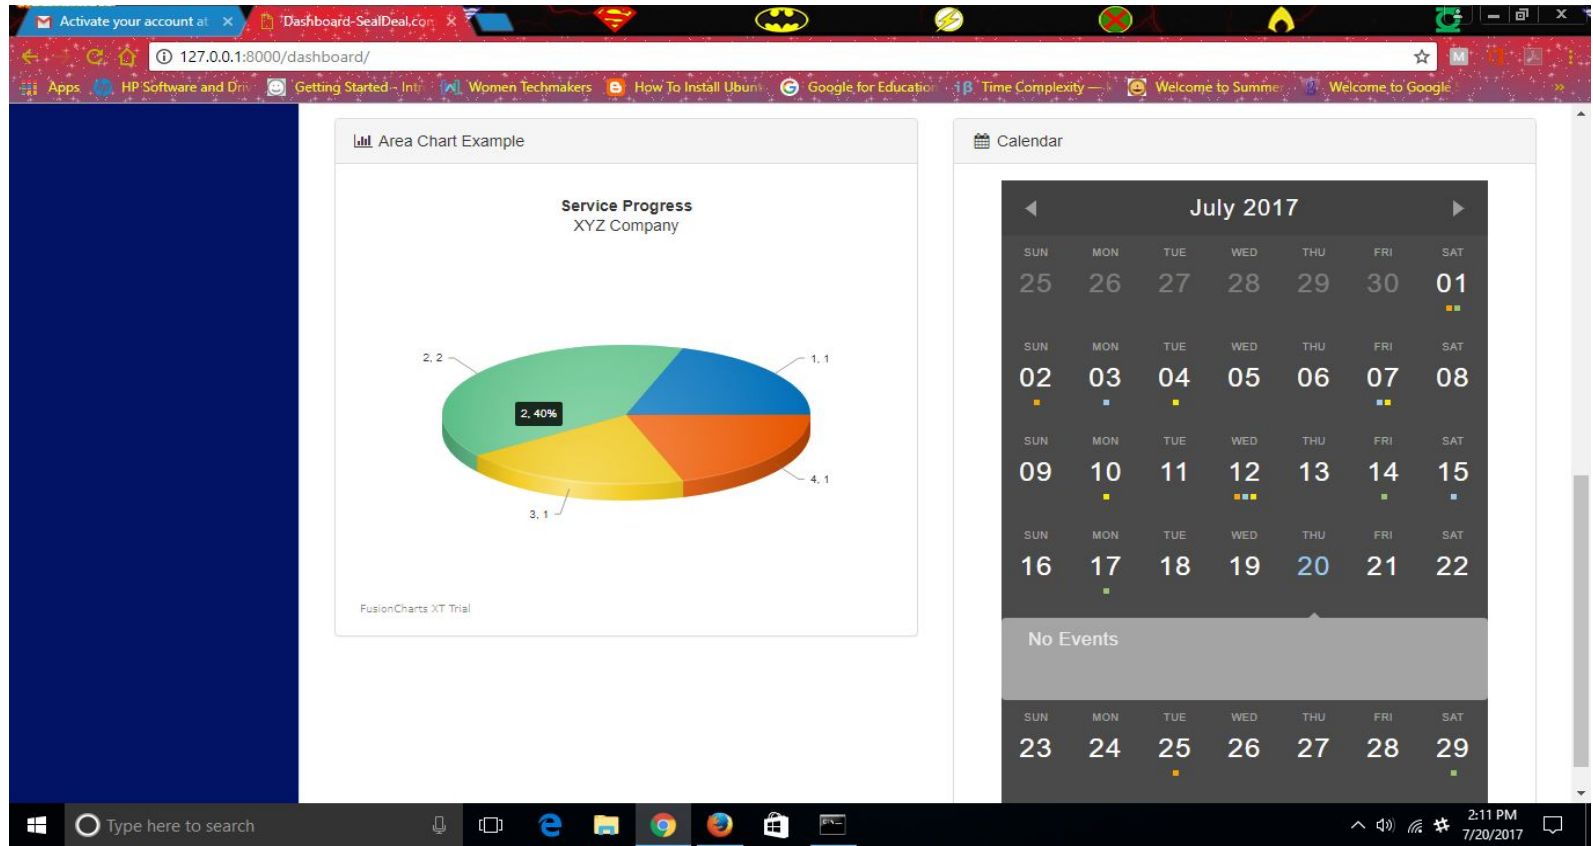 Activate your account at
Dashboard-SealDeal.con
127.0.0.1:8000/dashboard/
M
Apps
HP Software and Driv
Getting Started - Intr
Women Techmakers
How To Install Ubunt
Google for Education
Time Complexity —
Welcome to Summer
Welcome to Google
»
Area Chart Example
Service Progress
XYZ Company
2, 2
1, 1
2, 40%
4, 1
3, 1
FusionCharts XT Trial
Calendar
July 2017
SUN MON TUE WED THU FRI SAT
25 26 27 28 29 30 01
SUN MON TUE WED THU FRI SAT
02 03 04 05 06 07 08
SUN MON TUE WED THU FRI SAT
09 10 11 12 13 14 15
SUN MON TUE WED THU FRI SAT
16 17 18 19 20 21 22
No Events
SUN MON TUE WED THU FRI SAT
23 24 25 26 27 28 29
Type here to search
2:11 PM
7/20/2017